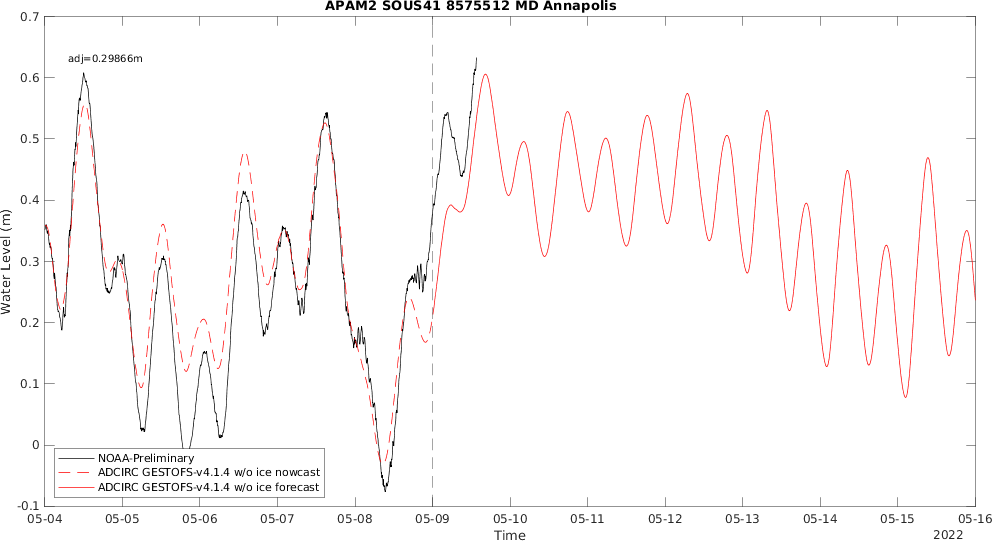 APAM2 SOUS41 8575512 MD Annapolis
adj=0.29866m
0.7
0.6
0.5
0.4
0.3
0.2
0.1
0
-0.1
Water Level (m)
NOAA-Preliminary
ADCIRC GESTOFS-v4.1.4 w/o ice nowcast
ADCIRC GESTOFS-v4.1.4 w/o ice forecast
05-04 05-05 05-06 05-07 05-08 05-09 05-10 05-11 05-12 05-13 05-14 05-15 05-16
Time
2022